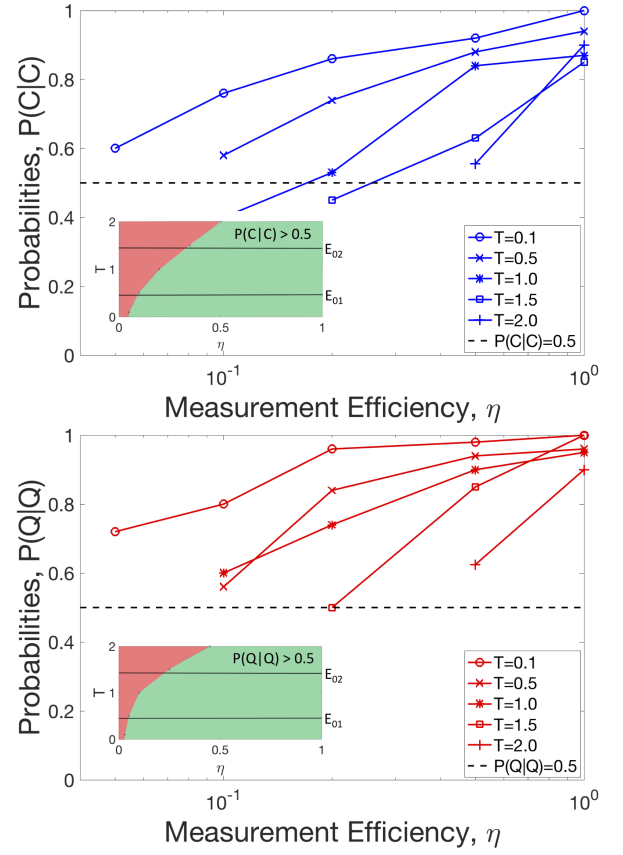 1
0.8
0.6
0.4
0.2
0
Probabilities, P(C|C)
2
1
0
T
P(C|C) > 0.5
E02
E01
0
0.5
1
η
T=0.1
T=0.5
T=1.0
T=1.5
T=2.0
P(C|C)=0.5
10-1
100
Measurement Efficiency, η
1
0.8
0.6
0.4
0.2
0
Probabilities, P(Q|Q)
2
1
0
T
P(Q|Q) > 0.5
E02
E01
0
0.5
1
η
T=0.1
T=0.5
T=1.0
T=1.5
T=2.0
P(Q|Q)=0.5
10-1
100
Measurement Efficiency, η